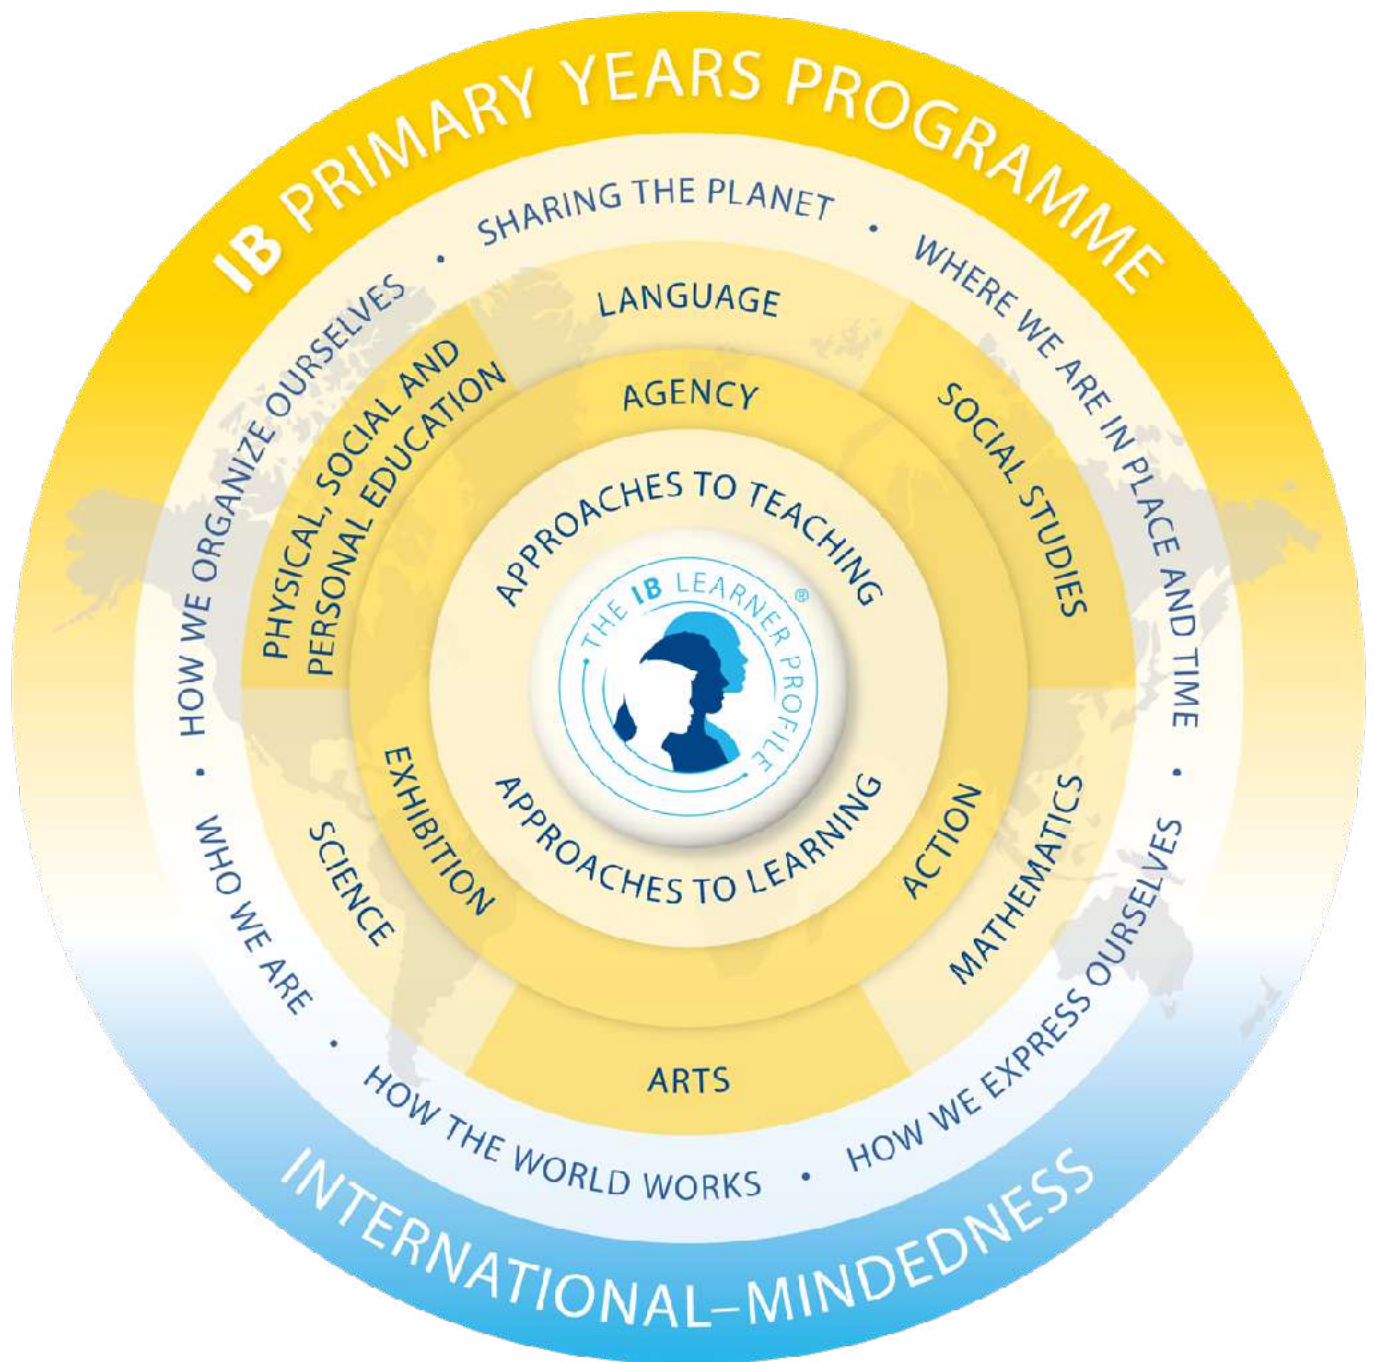 IB PRIMARY YEARS PROGRAMME
SHARING THE PLANET
•
WHERE WE ARE IN PLACE AND TIME
•
HOW WE EXPRESS OURSELVES
•
HOW THE WORLD WORKS
•
WHO WE ARE
•
HOW WE ORGANIZE OURSELVES
•
LANGUAGE
SOCIAL STUDIES
MATHEMATICS
ARTS
SCIENCE
PHYSICAL, SOCIAL AND
PERSONAL EDUCATION
AGENCY
ACTION
EXHIBITION
APPROACHES TO TEACHING
APPROACHES TO LEARNING
• THE IB LEARNER PROFILE • ®
INTERNATIONAL–MINDEDNESS